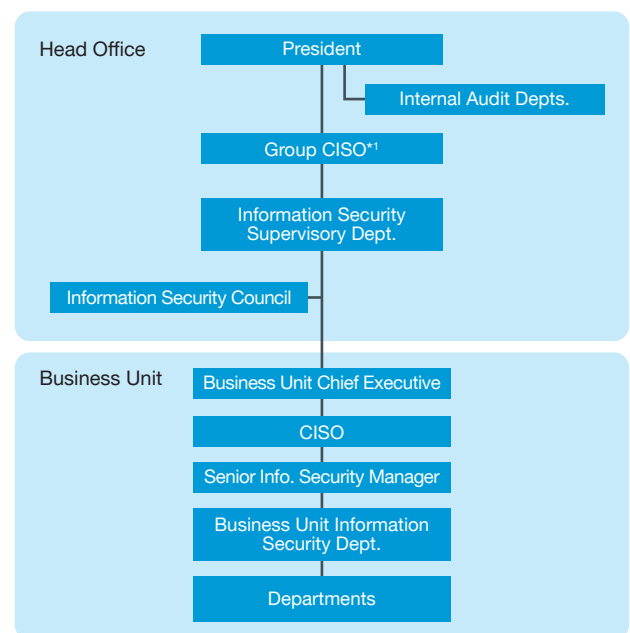 Head Office
President
Internal Audit Depts.
Group CISO*1
Information Security
Supervisory Dept.
Information Security Council
Business Unit
Business Unit Chief Executive
CISO
Senior Info. Security Manager
Business Unit Information
Security Dept.
Departments